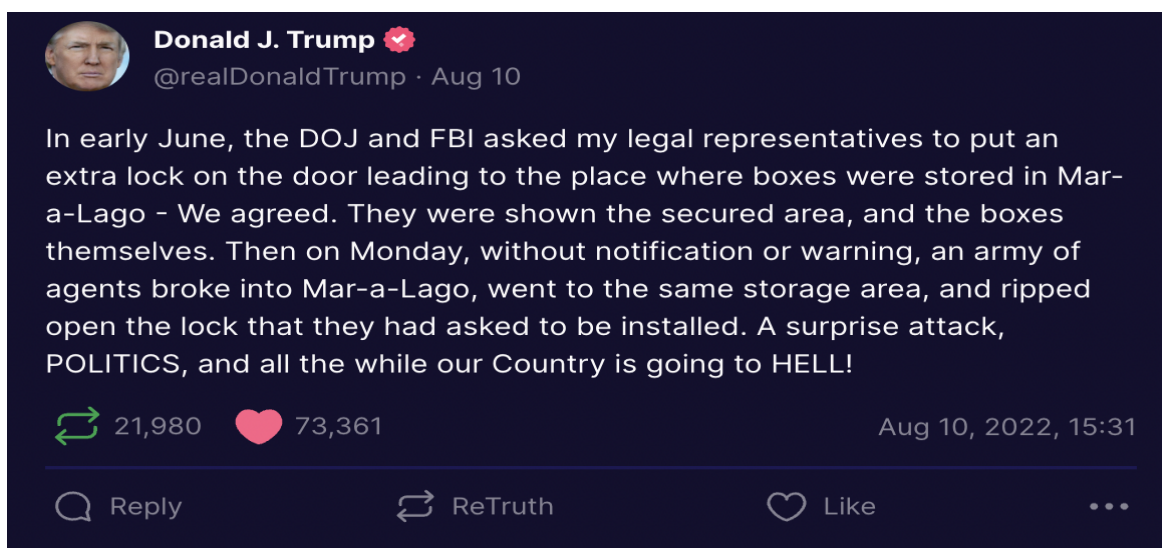 Donald J. Trump
@realDonaldTrump · Aug 10
In early June, the DOJ and FBI asked my legal representatives to put an
extra lock on the door leading to the place where boxes were stored in Mar-
a-Lago - We agreed. They were shown the secured area, and the boxes
themselves. Then on Monday, without notification or warning, an army of
agents broke into Mar-a-Lago, went to the same storage area, and ripped
open the lock that they had asked to be installed. A surprise attack,
POLITICS, and all the while our Country is going to HELL!
21,980 73,361 Aug 10, 2022, 15:31
Reply ReTruth Like